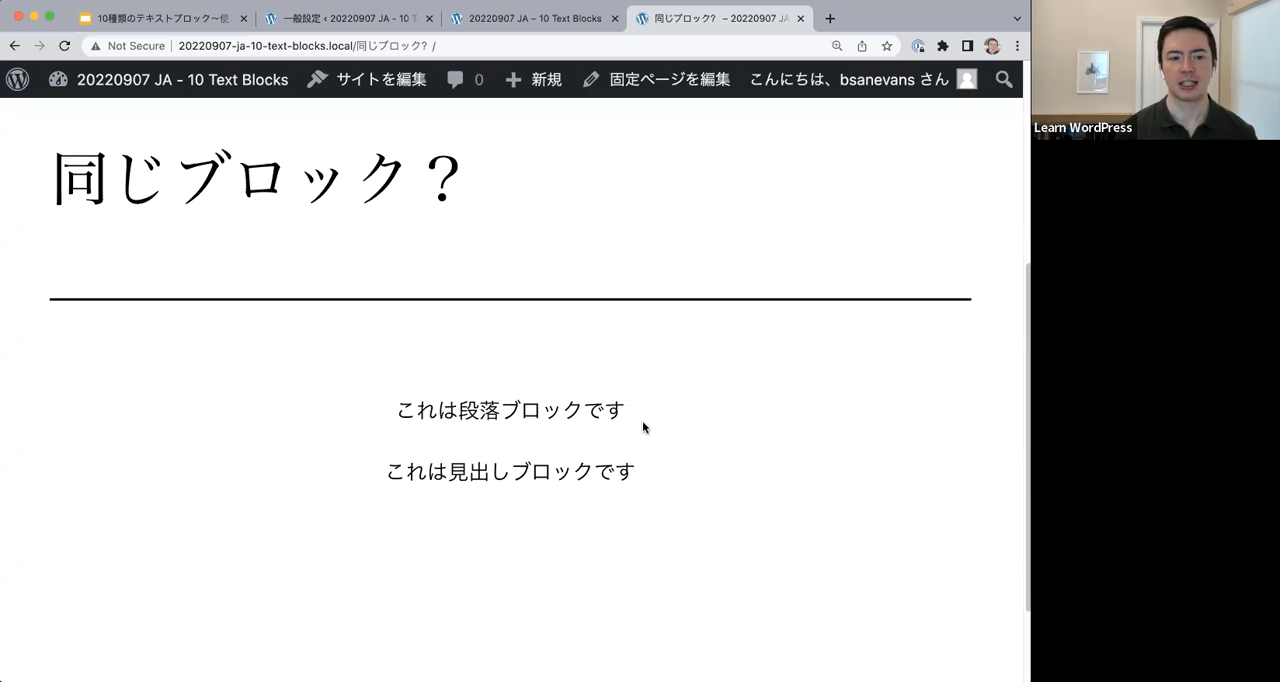 10種類のテキストブロック〜使
一般設定 ‹ 20220907 JA - 10 T
20220907 JA – 10 Text Blocks
同じブロック？ – 20220907 JA
Not Secure
20220907-ja-10-text-blocks.local/同じブロック？/
20220907 JA - 10 Text Blocks
サイトを編集
0
新規
固定ページを編集
こんにちは、bsanevans さん
Learn WordPress
同じブロック？
これは段落ブロックです
これは見出しブロックです